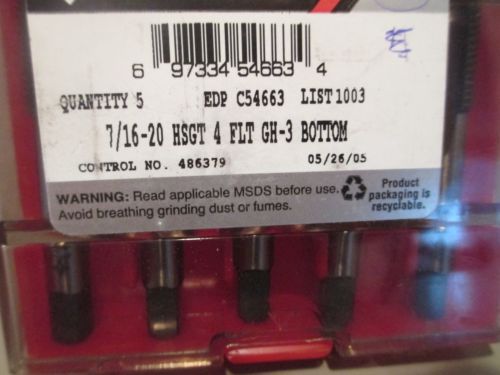 6 97334 54663 4
QUANTITY 5 EDP C54663 LIST 1003
7/16-20 HSGT 4 FLT GH-3 BOTTOM
CONTROL NO. 486379 05/26/05
WARNING: Read applicable MSDS before use.
Avoid breathing grinding dust or fumes.
Product
packaging is
recyclable.